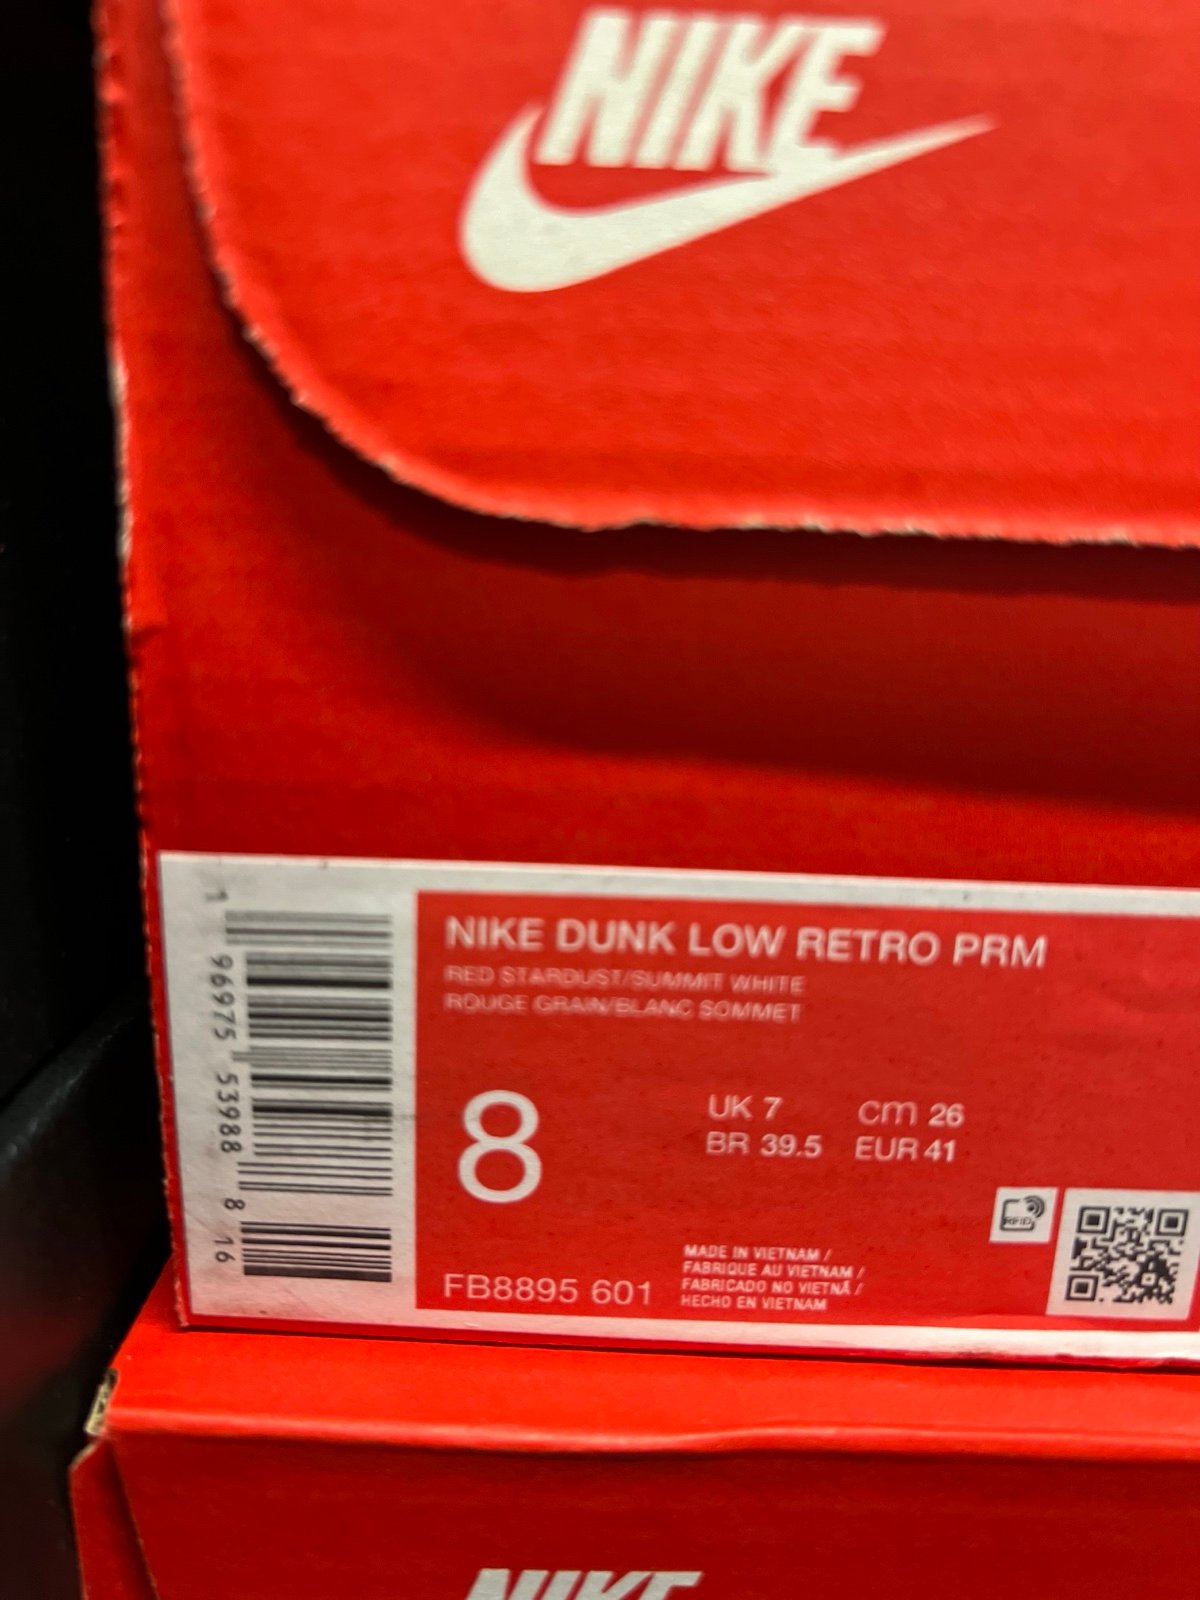 NIKE
1 96975 53988 8 16
NIKE DUNK LOW RETRO PRM
RED STARDUST/SUMMIT WHITE
ROUGE GRAIN/BLANC SOMMET
8
UK 7 cm 26
BR 39.5 EUR 41
RFID
FB8895 601
MADE IN VIETNAM /
FABRIQUE AU VIETNAM /
FABRICADO NO VIETNÃ /
HECHO EN VIETNAM
NIKE